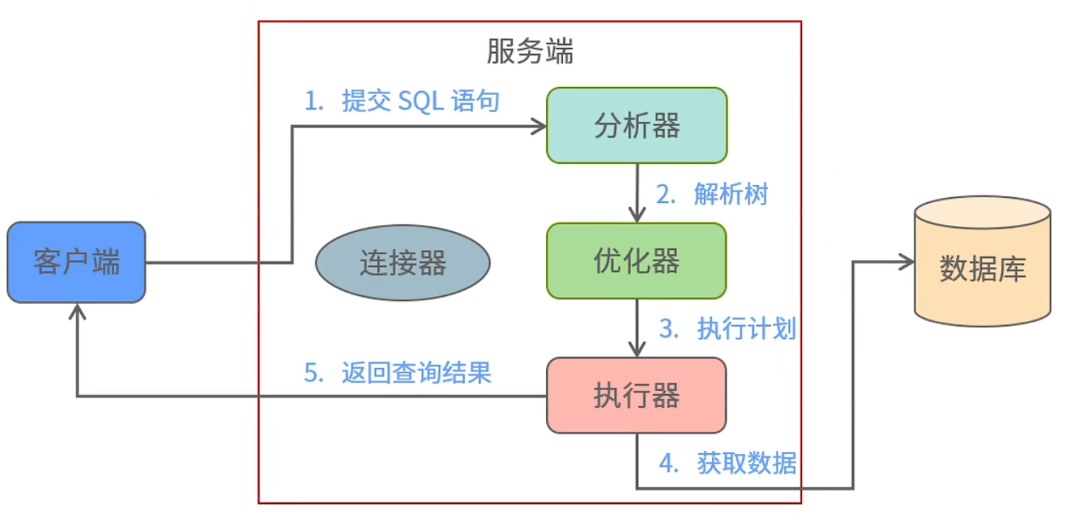 服务端
1. 提交 SQL 语句
分析器
2. 解析树
客户端
连接器
优化器
数据库
3. 执行计划
5. 返回查询结果
执行器
4. 获取数据